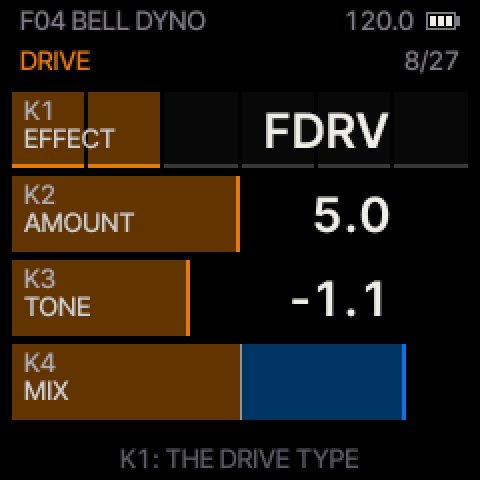 F04 BELL DYNO 120.0
DRIVE 8/27
K1
EFFECT FDRV
K2
AMOUNT 5.0
K3
TONE -1.1
K4
MIX
K1: THE DRIVE TYPE